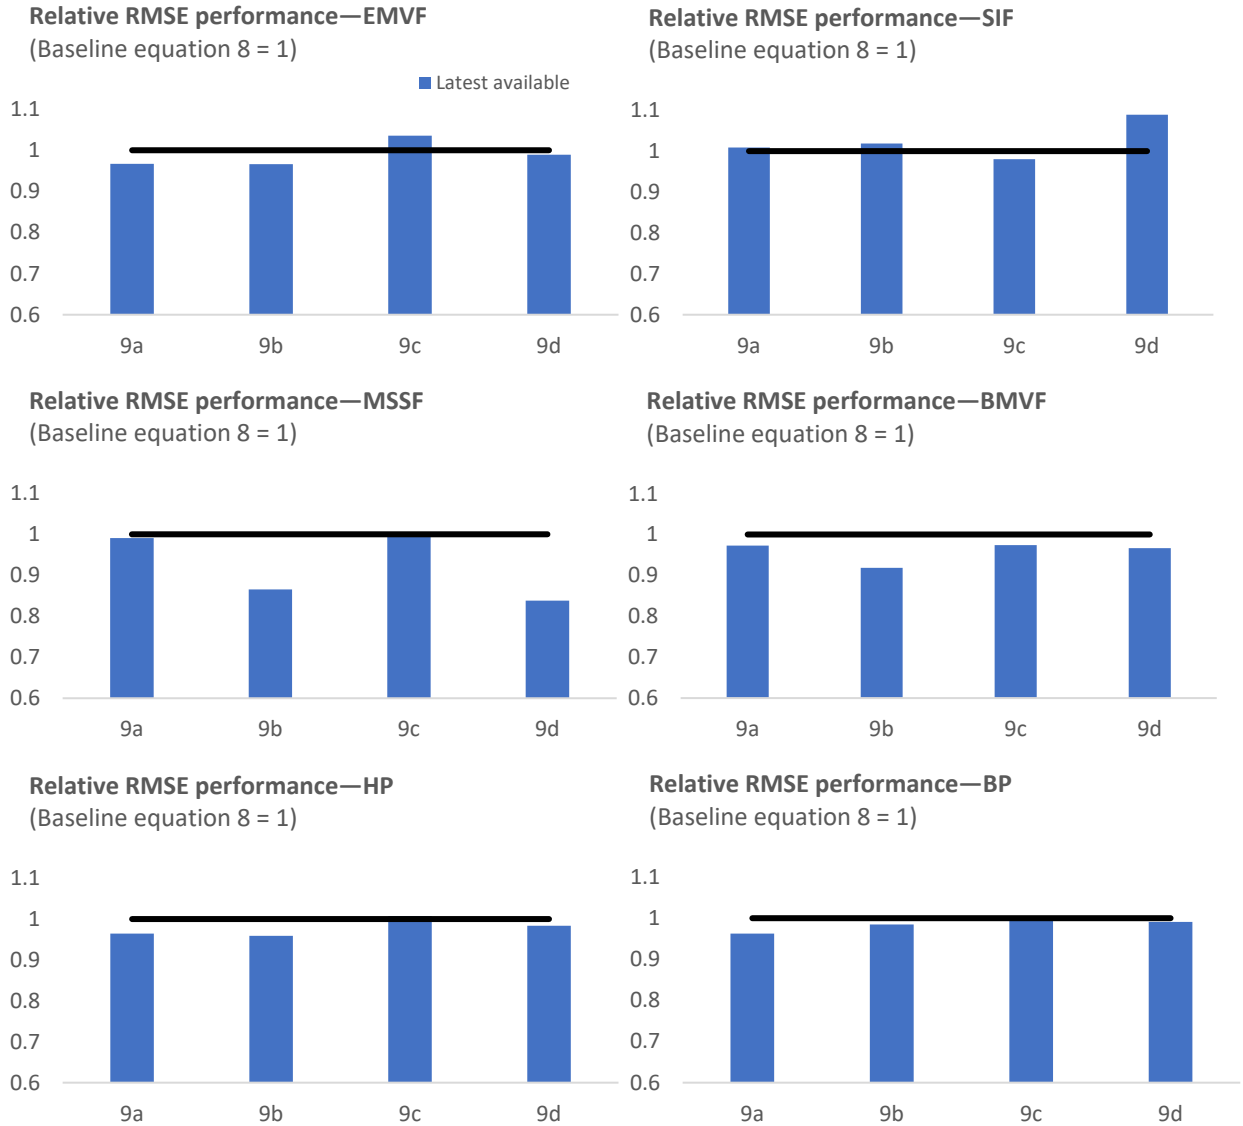 Relative RMSE performance—EMVF
(Baseline equation 8 = 1)
Latest available
1.1
1
0.9
0.8
0.7
0.6
9a 9b 9c 9d
Relative RMSE performance—SIF
(Baseline equation 8 = 1)
1.1
1
0.9
0.8
0.7
0.6
9a 9b 9c 9d
Relative RMSE performance—MSSF
(Baseline equation 8 = 1)
1.1
1
0.9
0.8
0.7
0.6
9a 9b 9c 9d
Relative RMSE performance—BMVF
(Baseline equation 8 = 1)
1.1
1
0.9
0.8
0.7
0.6
9a 9b 9c 9d
Relative RMSE performance—HP
(Baseline equation 8 = 1)
1.1
1
0.9
0.8
0.7
0.6
9a 9b 9c 9d
Relative RMSE performance—BP
(Baseline equation 8 = 1)
1.1
1
0.9
0.8
0.7
0.6
9a 9b 9c 9d